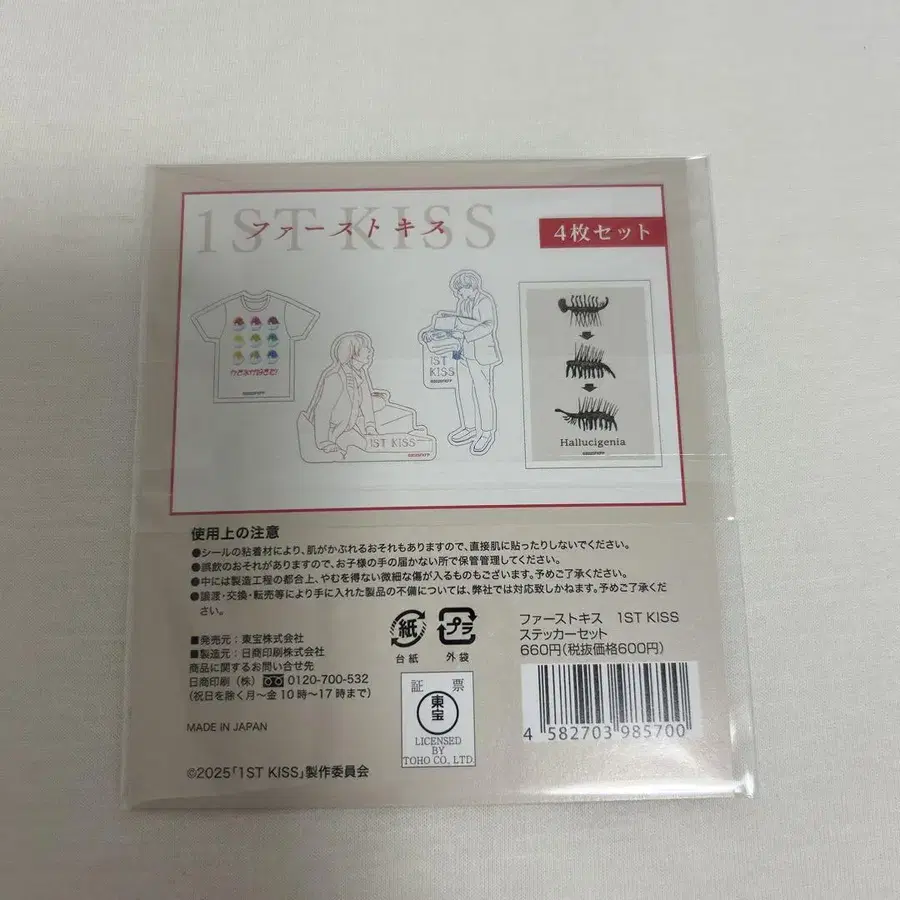 1ST KISS
ファーストキス
4枚セット
かき氷が好きだ!
1ST
KISS
1ST KISS
Hallucigenia
使用上の注意
●シールの粘着材により、肌がかぶれるおそれもありますので、直接肌に貼ったりしないでください。
●誤飲のおそれがありますので、お子様の手の届かない所で保管管理してください。
●中には製造工程の都合上、やむを得ない微細な傷が入るものもございます。予めご了承ください。
●譲渡・交換・転売等により手に入れた製品の不備については、弊社では対応致しかねます。予めご了承くだ
さい。
■発売元：東宝株式会社
■製造元：日商印刷株式会社
商品に関するお問い合せ先
日商印刷（株） 0120-700-532
(祝日を除く月〜金 10時〜17時まで)
MADE IN JAPAN
©2025「1ST KISS」製作委員会
紙
台紙
プラ
外袋
証 票
東宝
LICENSED
BY
TOHO CO., LTD.
ファーストキス 1ST KISS
ステッカーセット
660円(税抜価格600円)
4 582703 985700